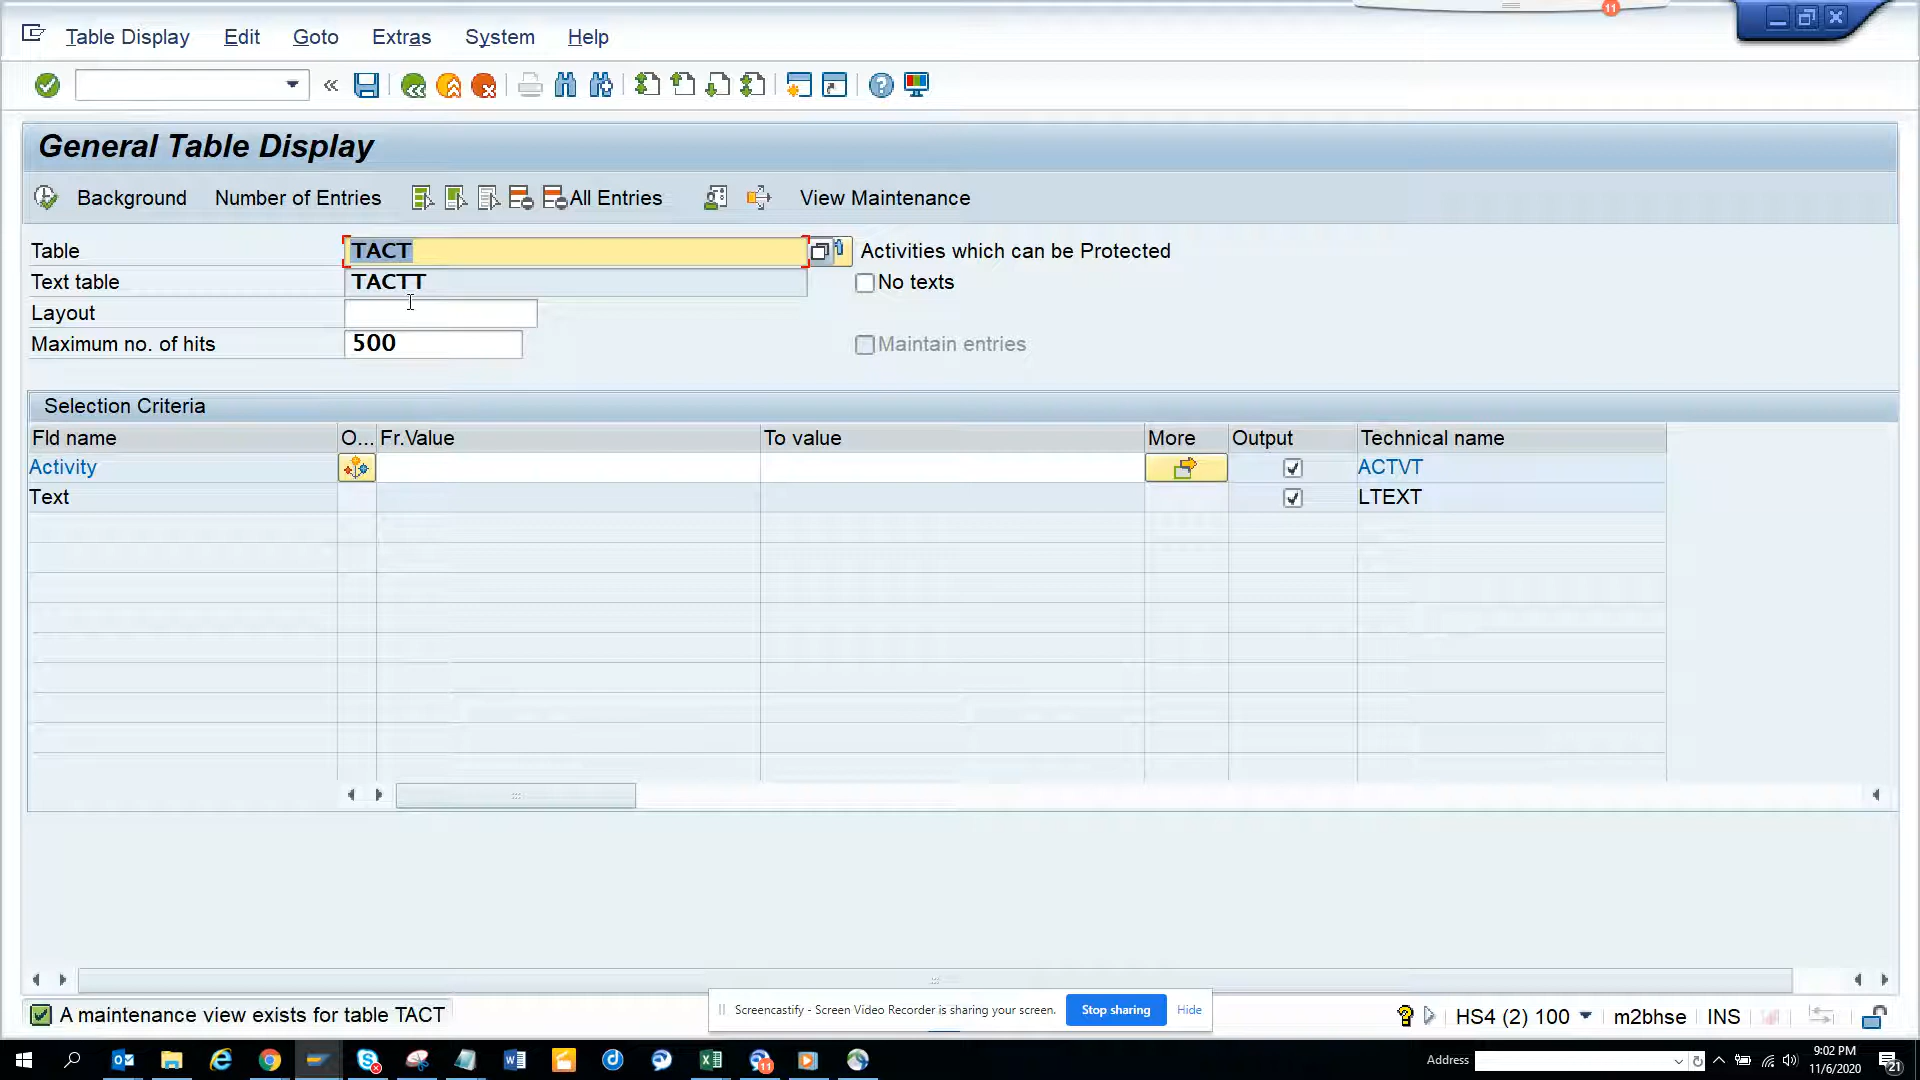 11
Table Display Edit Goto Extras System Help
General Table Display
Background Number of Entries All Entries View Maintenance
Table TACT Activities which can be Protected
Text table TACTT No texts
Layout
Maximum no. of hits 500 Maintain entries
Selection Criteria
Fld name O... Fr.Value To value More Output Technical name
Activity ACTVT
Text LTEXT
A maintenance view exists for table TACT
Screencastify - Screen Video Recorder is sharing your screen. Stop sharing Hide
HS4 (2) 100 m2bhse INS
Address
11
9:02 PM
11/6/2020
21